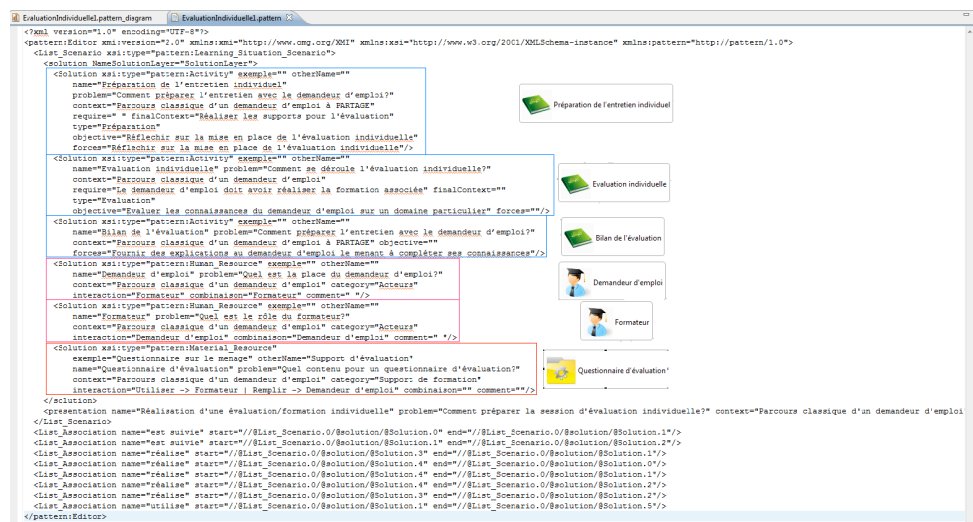 EvaluationIndividuelle1.pattern_diagram EvaluationIndividuelle1.pattern
<?xml version="1.0" encoding="UTF-8"?>
<pattern:Editor xmi:version="2.0" xmlns:xmi="http://www.omg.org/XMI" xmlns:xsi="http://www.w3.org/2001/XMLSchema-instance" xmlns:pattern="http://pattern/1.0">
<List_Scenario xsi:type="pattern:Learning_Situation_Scenario">
<solution NameSolutionLayer="SolutionLayer">
<Solution xsi:type="pattern:Activity" exemple="" otherName=""
name="Préparation de l'entretien individuel"
problem="Comment préparer l'entretien avec le demandeur d'emploi?"
context="Parcours classique d'un demandeur d'emploi à PARTAGE"
require=" " finalContext="Réaliser les supports pour l'évaluation"
type="Préparation"
objective="Réflechir sur la mise en place de l'évaluation individuelle"
forces="Réflechir sur la mise en place de l'évaluation individuelle"/>
Préparation de l'entretien individuel
<Solution xsi:type="pattern:Activity" exemple="" otherName=""
name="Evaluation individuelle" problem="Comment se déroule l'évaluation individuelle?"
context="Parcours classique d'un demandeur d'emploi"
require="Le demandeur d'emploi doit avoir réaliser la formation associée" finalContext=""
type="Evaluation"
objective="Evaluer les connaissances du demandeur d'emploi sur un domaine particulier" forces=""/>
Evaluation individuelle
<Solution xsi:type="pattern:Activity" exemple="" otherName=""
name="Bilan de l'évaluation" problem="Comment préparer l'entretien avec le demandeur d'emploi?"
context="Parcours classique d'un demandeur d'emploi à PARTAGE" objective=""
forces="Fournir des explications au demandeur d'emploi le menant à compléter ses connaissances"/>
Bilan de l'évaluation
<Solution xsi:type="pattern:Human_Resource" exemple="" otherName=""
name="Demandeur d'emploi" problem="Quel est la place du demandeur d'emploi?"
context="Parcours classique d'un demandeur d'emploi" category="Acteurs"
interaction="Formateur" combinaison="Formateur" comment=" "/>
Demandeur d'emploi
<Solution xsi:type="pattern:Human_Resource" exemple="" otherName=""
name="Formateur" problem="Quel est le rôle du formateur?"
context="Parcours classique d'un demandeur d'emploi" category="Acteurs"
interaction="Demandeur d'emploi" combinaison="Demandeur d'emploi" comment=" "/>
Formateur
<Solution xsi:type="pattern:Material_Resource"
exemple="Questionnaire sur le menage" otherName="Support d'évaluation"
name="Questionnaire d'évaluation" problem="Quel contenu pour un questionnaire d'évaluation?"
context="Parcours classique d'un demandeur d'emploi" category="Support de formation"
interaction="Utiliser -> Formateur | Remplir -> Demandeur d'emploi" combinaison="" comment=""/>
Questionnaire d'évaluation
</solution>
<presentation name="Réalisation d'une évaluation/formation individuelle" problem="Comment préparer la session d'évaluation individuelle?" context="Parcours classique d'un demandeur d'emploi
</List_Scenario>
<List_Association name="est suivie" start="//@List_Scenario.0/@solution/@Solution.0" end="//@List_Scenario.0/@solution/@Solution.1"/>
<List_Association name="est suivie" start="//@List_Scenario.0/@solution/@Solution.1" end="//@List_Scenario.0/@solution/@Solution.2"/>
<List_Association name="réalise" start="//@List_Scenario.0/@solution/@Solution.3" end="//@List_Scenario.0/@solution/@Solution.1"/>
<List_Association name="réalise" start="//@List_Scenario.0/@solution/@Solution.4" end="//@List_Scenario.0/@solution/@Solution.0"/>
<List_Association name="réalise" start="//@List_Scenario.0/@solution/@Solution.4" end="//@List_Scenario.0/@solution/@Solution.1"/>
<List_Association name="réalise" start="//@List_Scenario.0/@solution/@Solution.4" end="//@List_Scenario.0/@solution/@Solution.2"/>
<List_Association name="réalise" start="//@List_Scenario.0/@solution/@Solution.3" end="//@List_Scenario.0/@solution/@Solution.2"/>
<List_Association name="utilise" start="//@List_Scenario.0/@solution/@Solution.1" end="//@List_Scenario.0/@solution/@Solution.5"/>
</pattern:Editor>